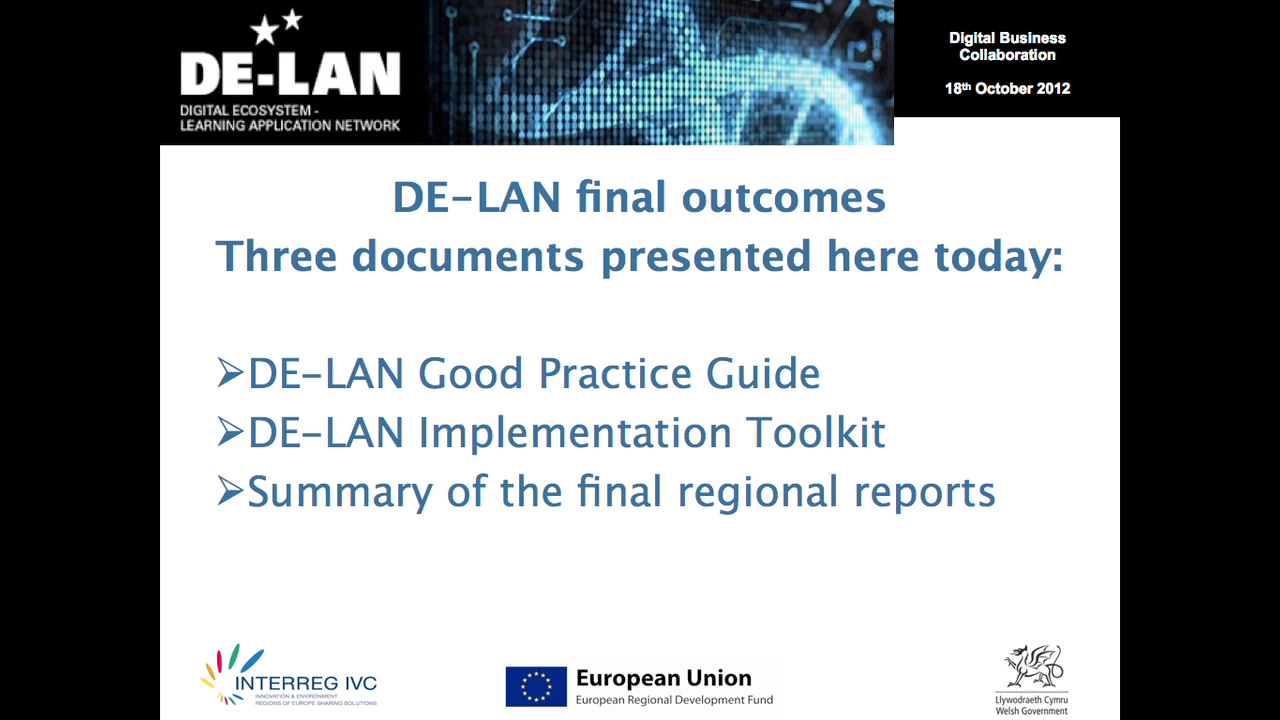 DE-LAN
DIGITAL ECOSYSTEM -
LEARNING APPLICATION NETWORK
Digital Business
Collaboration
18th October 2012
DE-LAN final outcomes
Three documents presented here today:
➢DE-LAN Good Practice Guide
➢DE-LAN Implementation Toolkit
➢Summary of the final regional reports
INTERREG IVC
INNOVATION & ENVIRONMENT
REGIONS OF EUROPE SHARING SOLUTIONS
European Union
European Regional Development Fund
Llywodraeth Cymru
Welsh Government